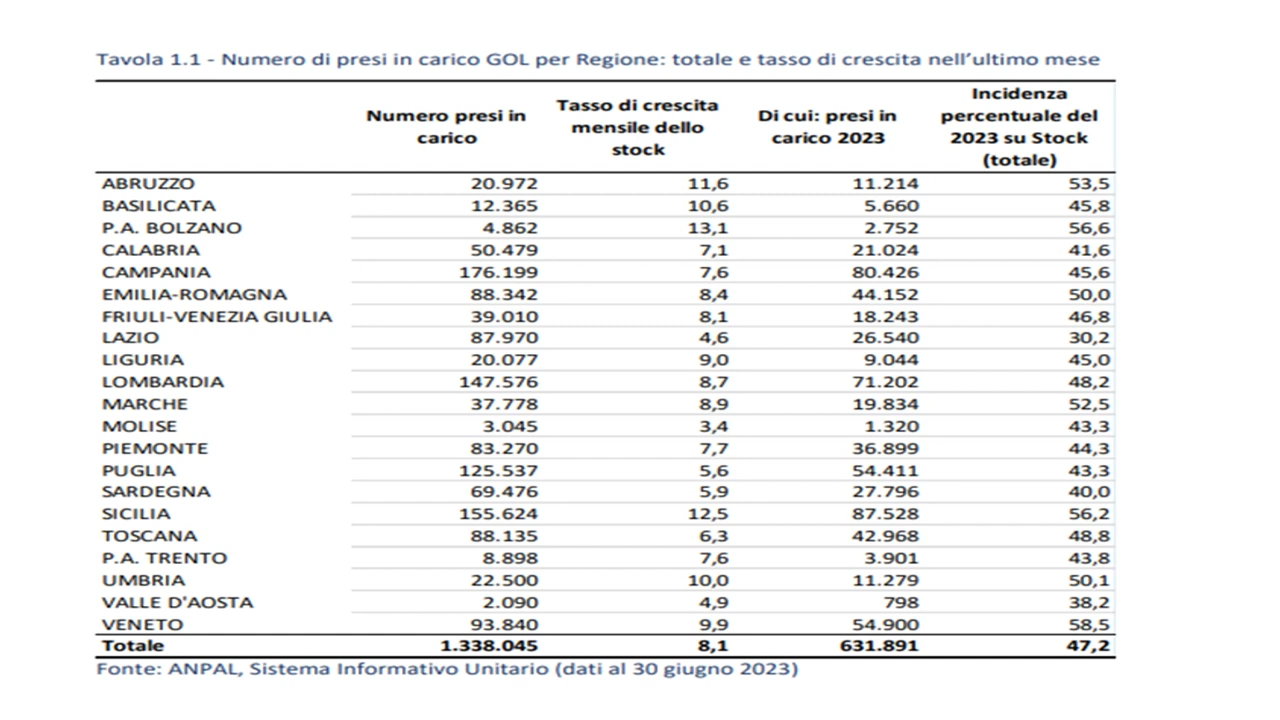 Tavola 1.1 - Numero di presi in carico GOL per Regione: totale e tasso di crescita nell’ultimo mese
Numero presi in carico Tasso di crescita mensile dello stock Di cui: presi in carico 2023 Incidenza percentuale del 2023 su Stock (totale)
ABRUZZO 20.972 11,6 11.214 53,5
BASILICATA 12.365 10,6 5.660 45,8
P.A. BOLZANO 4.862 13,1 2.752 56,6
CALABRIA 50.479 7,1 21.024 41,6
CAMPANIA 176.199 7,6 80.426 45,6
EMILIA-ROMAGNA 88.342 8,4 44.152 50,0
FRIULI-VENEZIA GIULIA 39.010 8,1 18.243 46,8
LAZIO 87.970 4,6 26.540 30,2
LIGURIA 20.077 9,0 9.044 45,0
LOMBARDIA 147.576 8,7 71.202 48,2
MARCHE 37.778 8,9 19.834 52,5
MOLISE 3.045 3,4 1.320 43,3
PIEMONTE 83.270 7,7 36.899 44,3
PUGLIA 125.537 5,6 54.411 43,3
SARDEGNA 69.476 5,9 27.796 40,0
SICILIA 155.624 12,5 87.528 56,2
TOSCANA 88.135 6,3 42.968 48,8
P.A. TRENTO 8.898 7,6 3.901 43,8
UMBRIA 22.500 10,0 11.279 50,1
VALLE D'AOSTA 2.090 4,9 798 38,2
VENETO 93.840 9,9 54.900 58,5
Totale 1.338.045 8,1 631.891 47,2
Fonte: ANPAL, Sistema Informativo Unitario (dati al 30 giugno 2023)